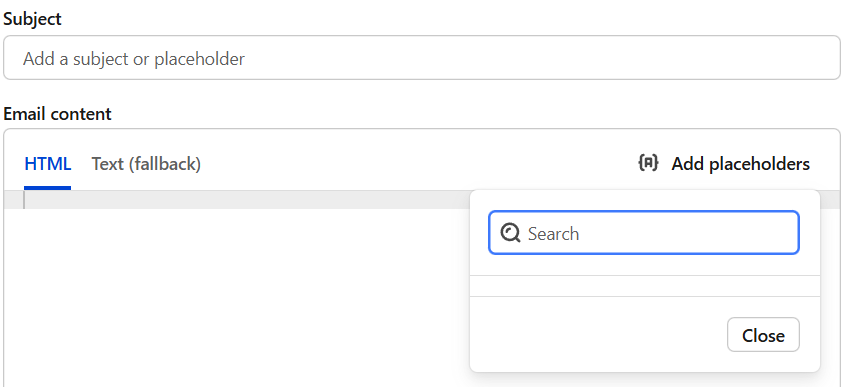 Subject
Add a subject or placeholder
Email content
HTML Text (fallback) Add placeholders
Search
Close